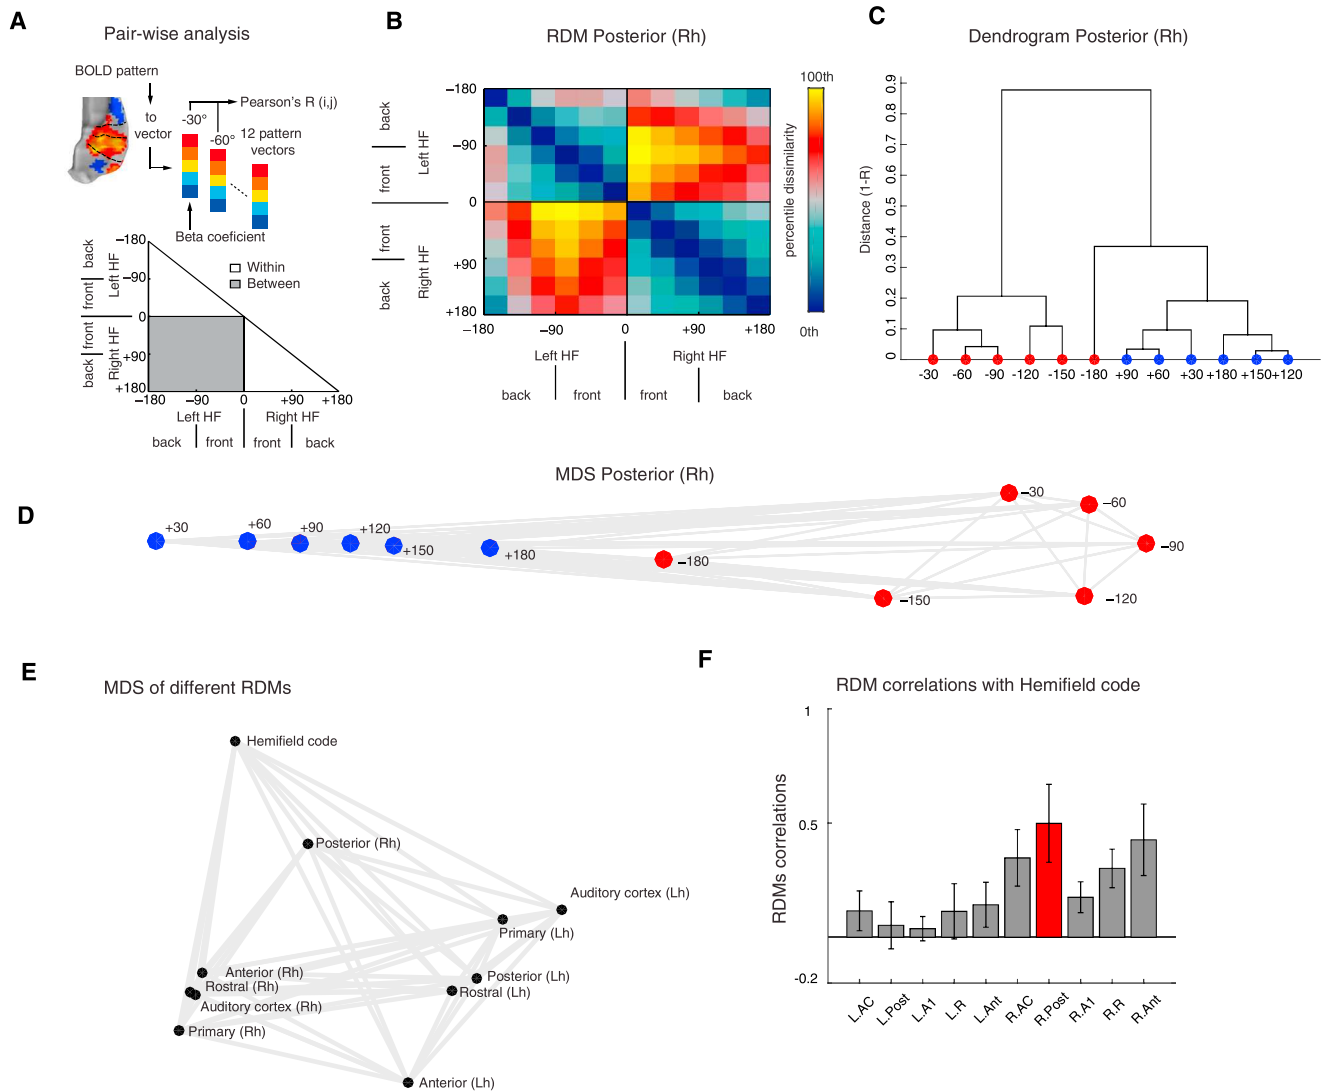 A
Pair-wise analysis
BOLD pattern
to
vector
Pearson's R (i,j)
-30°
-60°
12 pattern
vectors
Beta coeficient
−180
−90
0
+90
+180
back
front
front
back
Left HF
Right HF
Within
Between
−180
−90
0
+90
+180
Left HF
Right HF
back
front
front
back
B
RDM Posterior (Rh)
−180
−90
0
+90
+180
back
front
front
back
Left HF
Right HF
−180
−90
0
+90
+180
Left HF
Right HF
back
front
front
back
100th
percentile dissimilarity
0th
C
Dendrogram Posterior (Rh)
Distance (1-R)
0.9
0.8
0.7
0.6
0.5
0.4
0.3
0.2
0.1
0
-30
-60
-90
-120
-150
-180
+90
+60
+30
+180
+150
+120
D
MDS Posterior (Rh)
+30
+60
+90
+120
+150
+180
−180
−30
−60
−90
−120
−150
E
MDS of different RDMs
Hemifield code
Posterior (Rh)
Auditory cortex (Lh)
Primary (Lh)
Anterior (Rh)
Rostral (Rh)
Auditory cortex (Rh)
Primary (Rh)
Posterior (Lh)
Rostral (Lh)
Anterior (Lh)
F
RDM correlations with Hemifield code
RDMs correlations
1
0.5
-0.2
L.AC
L.Post
L.A1
L.R
L.Ant
R.AC
R.Post
R.A1
R.R
R.Ant